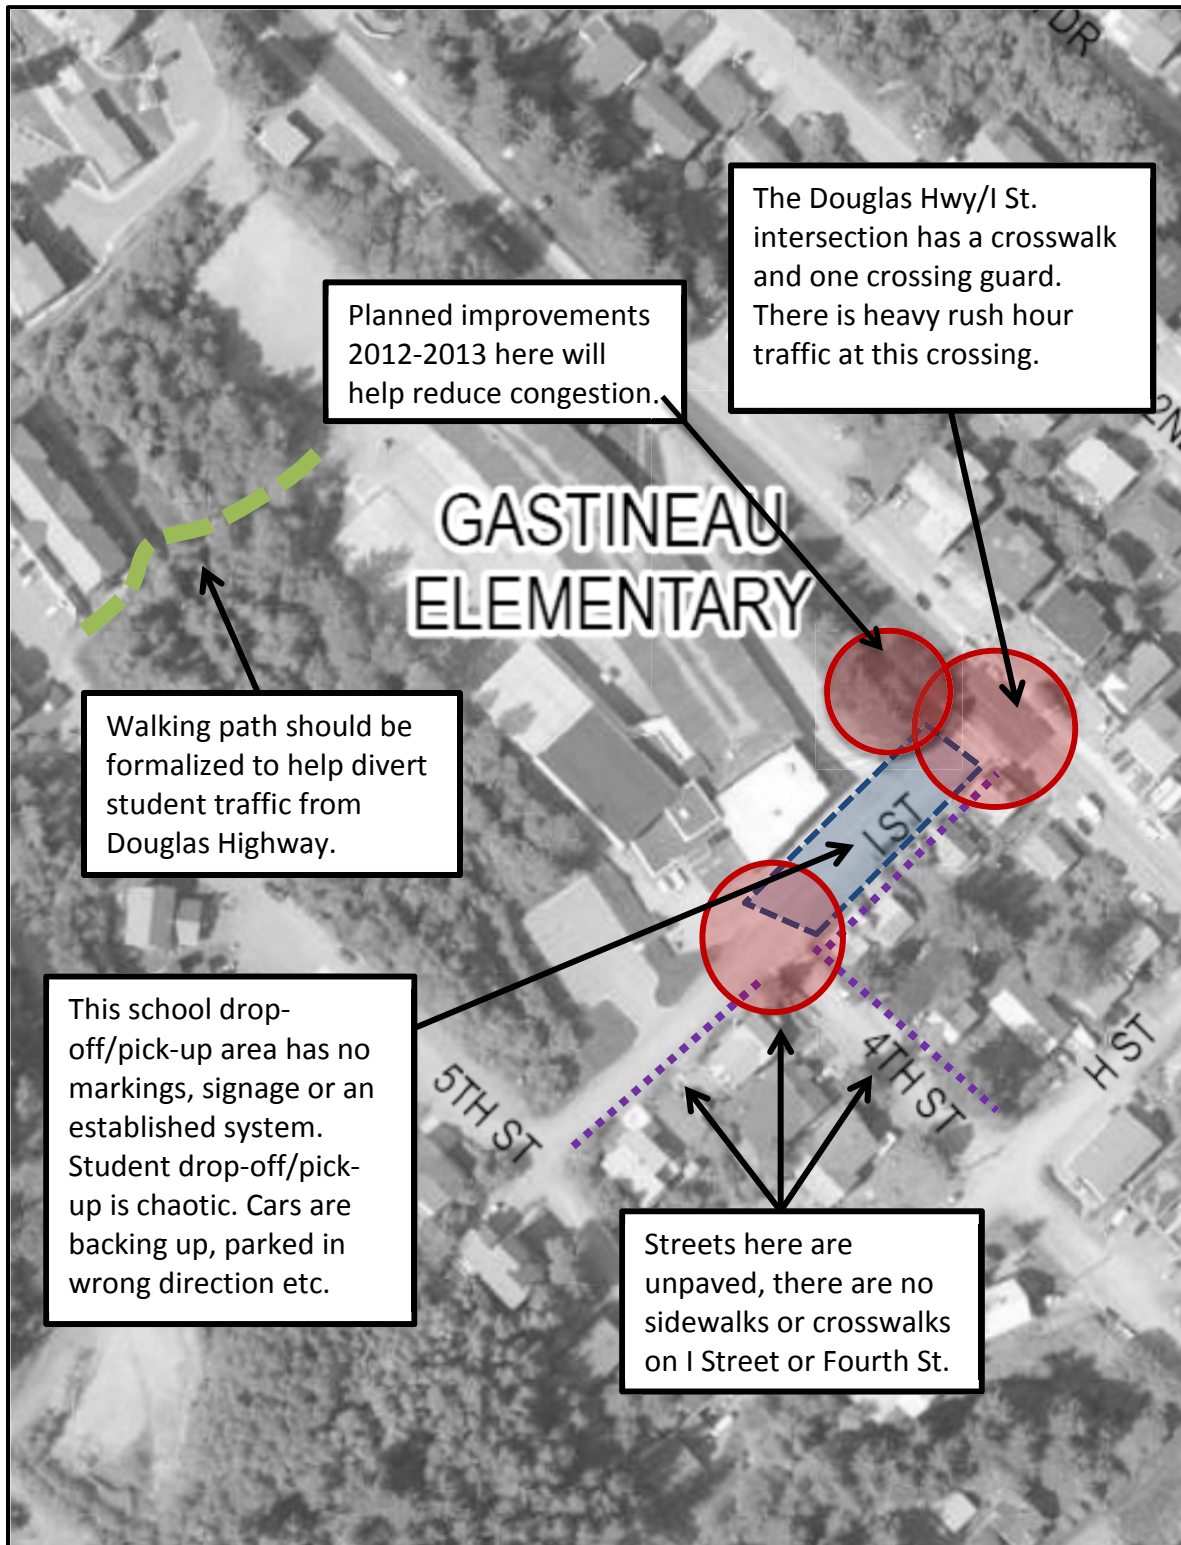 DR
The Douglas Hwy/I St.
intersection has a crosswalk
and one crossing guard.
There is heavy rush hour
traffic at this crossing.
Planned improvements
2012-2013 here will
help reduce congestion.
GASTINEAU
ELEMENTARY
Walking path should be
formalized to help divert
student traffic from
Douglas Highway.
I ST
This school drop-
off/pick-up area has no
markings, signage or an
established system.
Student drop-off/pick-
up is chaotic. Cars are
backing up, parked in
wrong direction etc.
5TH ST
4TH ST
H ST
Streets here are
unpaved, there are no
sidewalks or crosswalks
on I Street or Fourth St.